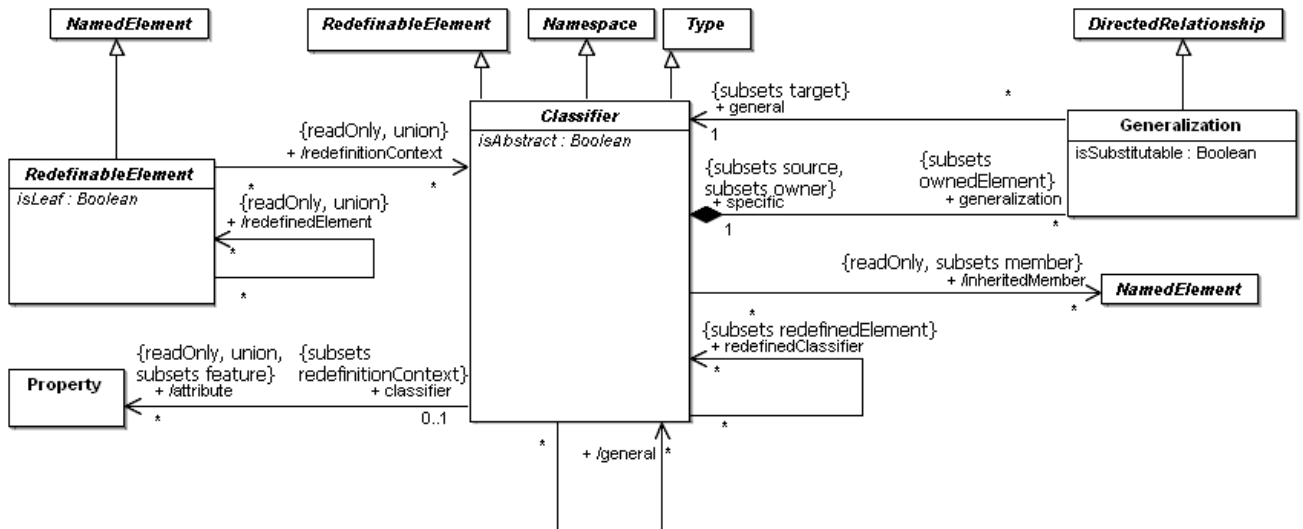 NamedElement
RedefinableElement
Namespace
Type
DirectedRelationship
{subsets target}
+ general
*
1
Classifier
isAbstract : Boolean
Generalization
isSubstitutable : Boolean
{readOnly, union}
+ /redefinitionContext
*
*
RedefinableElement
isLeaf : Boolean
{readOnly, union}
+ /redefinedElement
*
*
{subsets source,
subsets owner}
+ specific
1
{subsets
ownedElement}
+ generalization
*
{readOnly, subsets member}
+ /inheritedMember
*
*
NamedElement
{subsets redefinedElement}
+ redefinedClassifier
*
*
Property
{readOnly, union,
subsets feature}
+ /attribute
*
{subsets
redefinitionContext}
+ classifier
0..1
*
+ /general
*